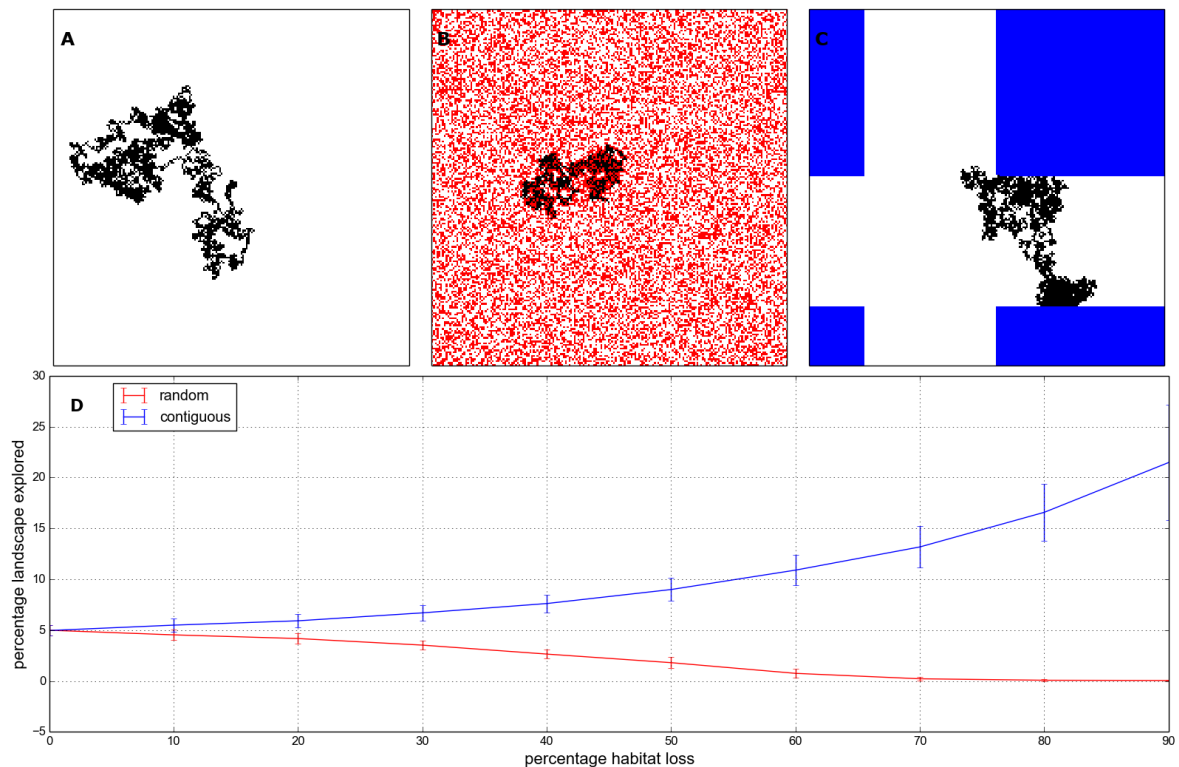 A
B
C
D
random
contiguous
30
25
20
15
10
5
0
−5
percentage landscape explored
0 10 20 30 40 50 60 70 80 90
percentage habitat loss